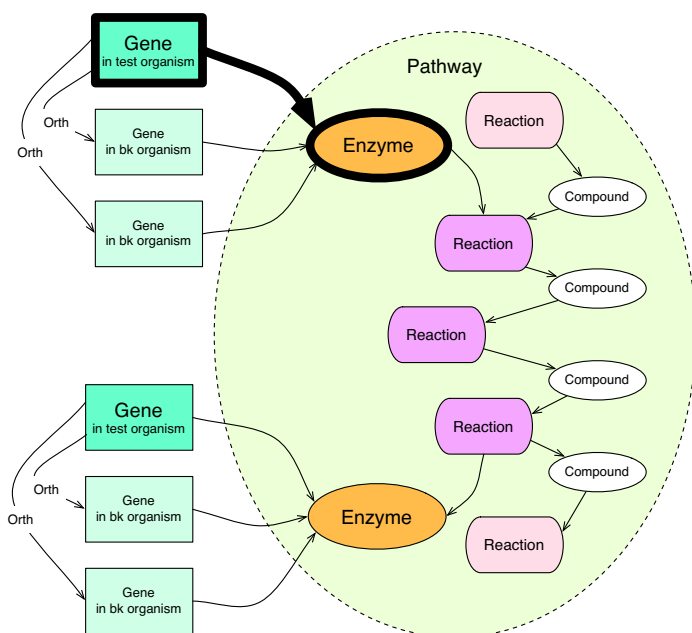 Gene
in test organism
Pathway
Orth
Gene
in bk organism
Enzyme
Reaction
Orth
Compound
Gene
in bk organism
Reaction
Compound
Reaction
Compound
Gene
in test organism
Reaction
Compound
Orth
Gene
in bk organism
Enzyme
Orth
Reaction
Gene
in bk organism